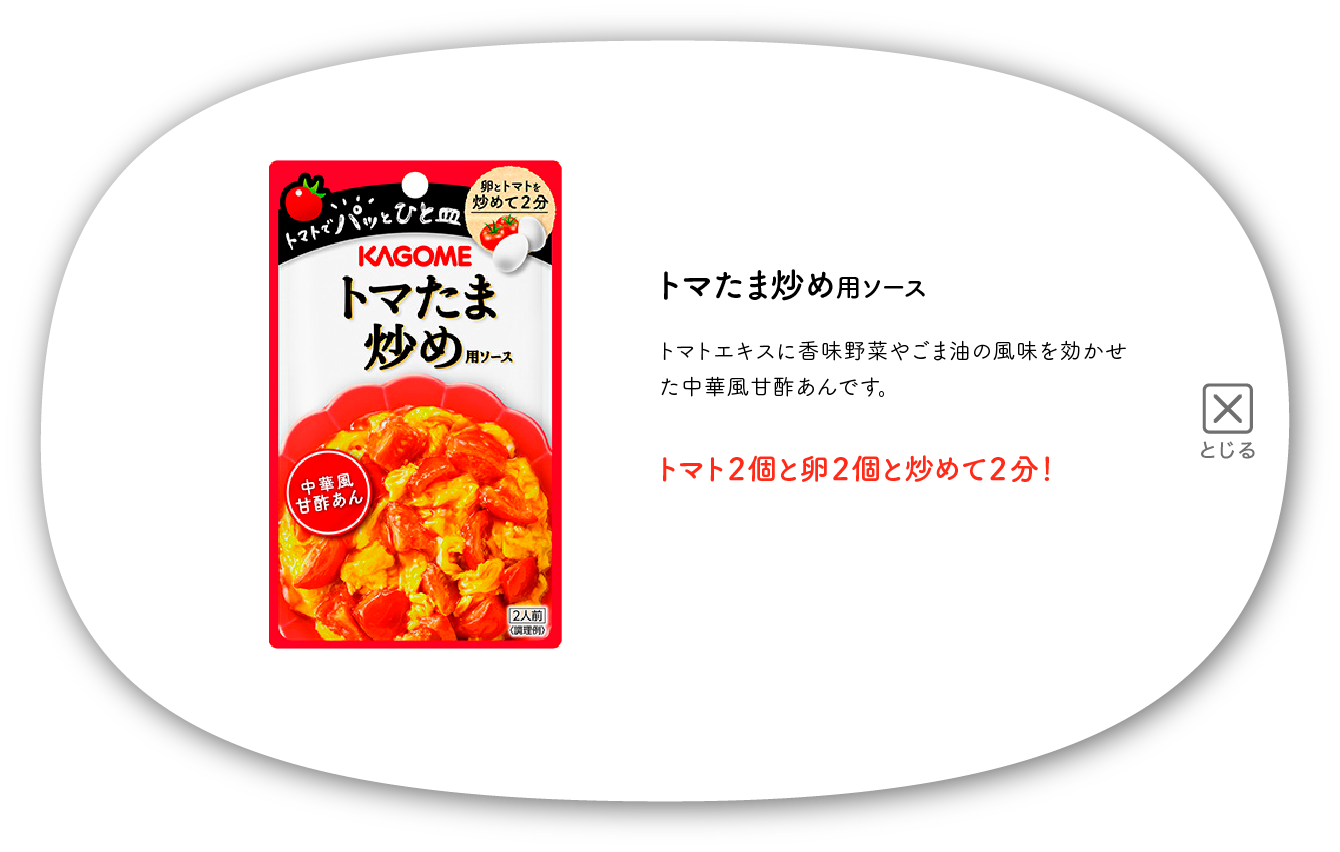 トマトでパッとひと皿
卵とトマトを
炒めて2分
KAGOME
トマたま
炒め用ソース
中華風
甘酢あん
2人前
〈調理例〉
トマたま炒め用ソース
トマトエキスに香味野菜やごま油の風味を効かせ
た中華風甘酢あんです。
トマト2個と卵2個と炒めて2分!
とじる